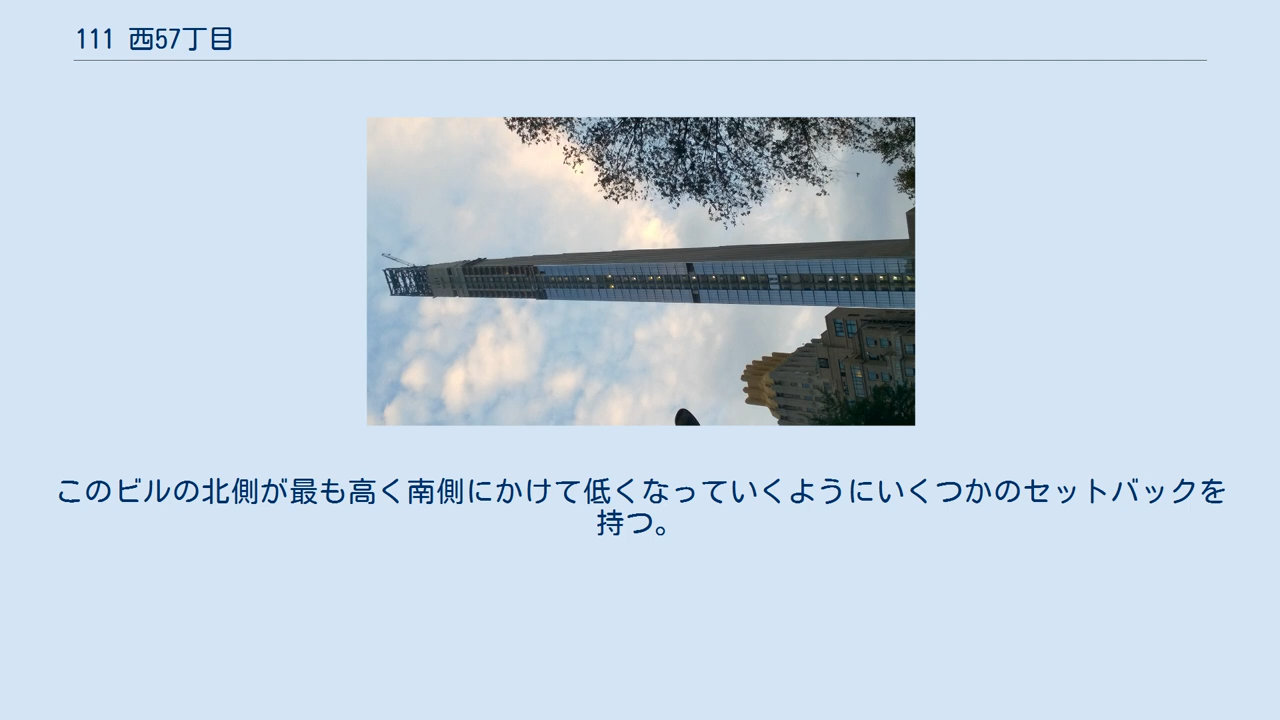 111 西57丁目
このビルの北側が最も高く南側にかけて低くなっていくようにいくつかのセットバックを
持つ。